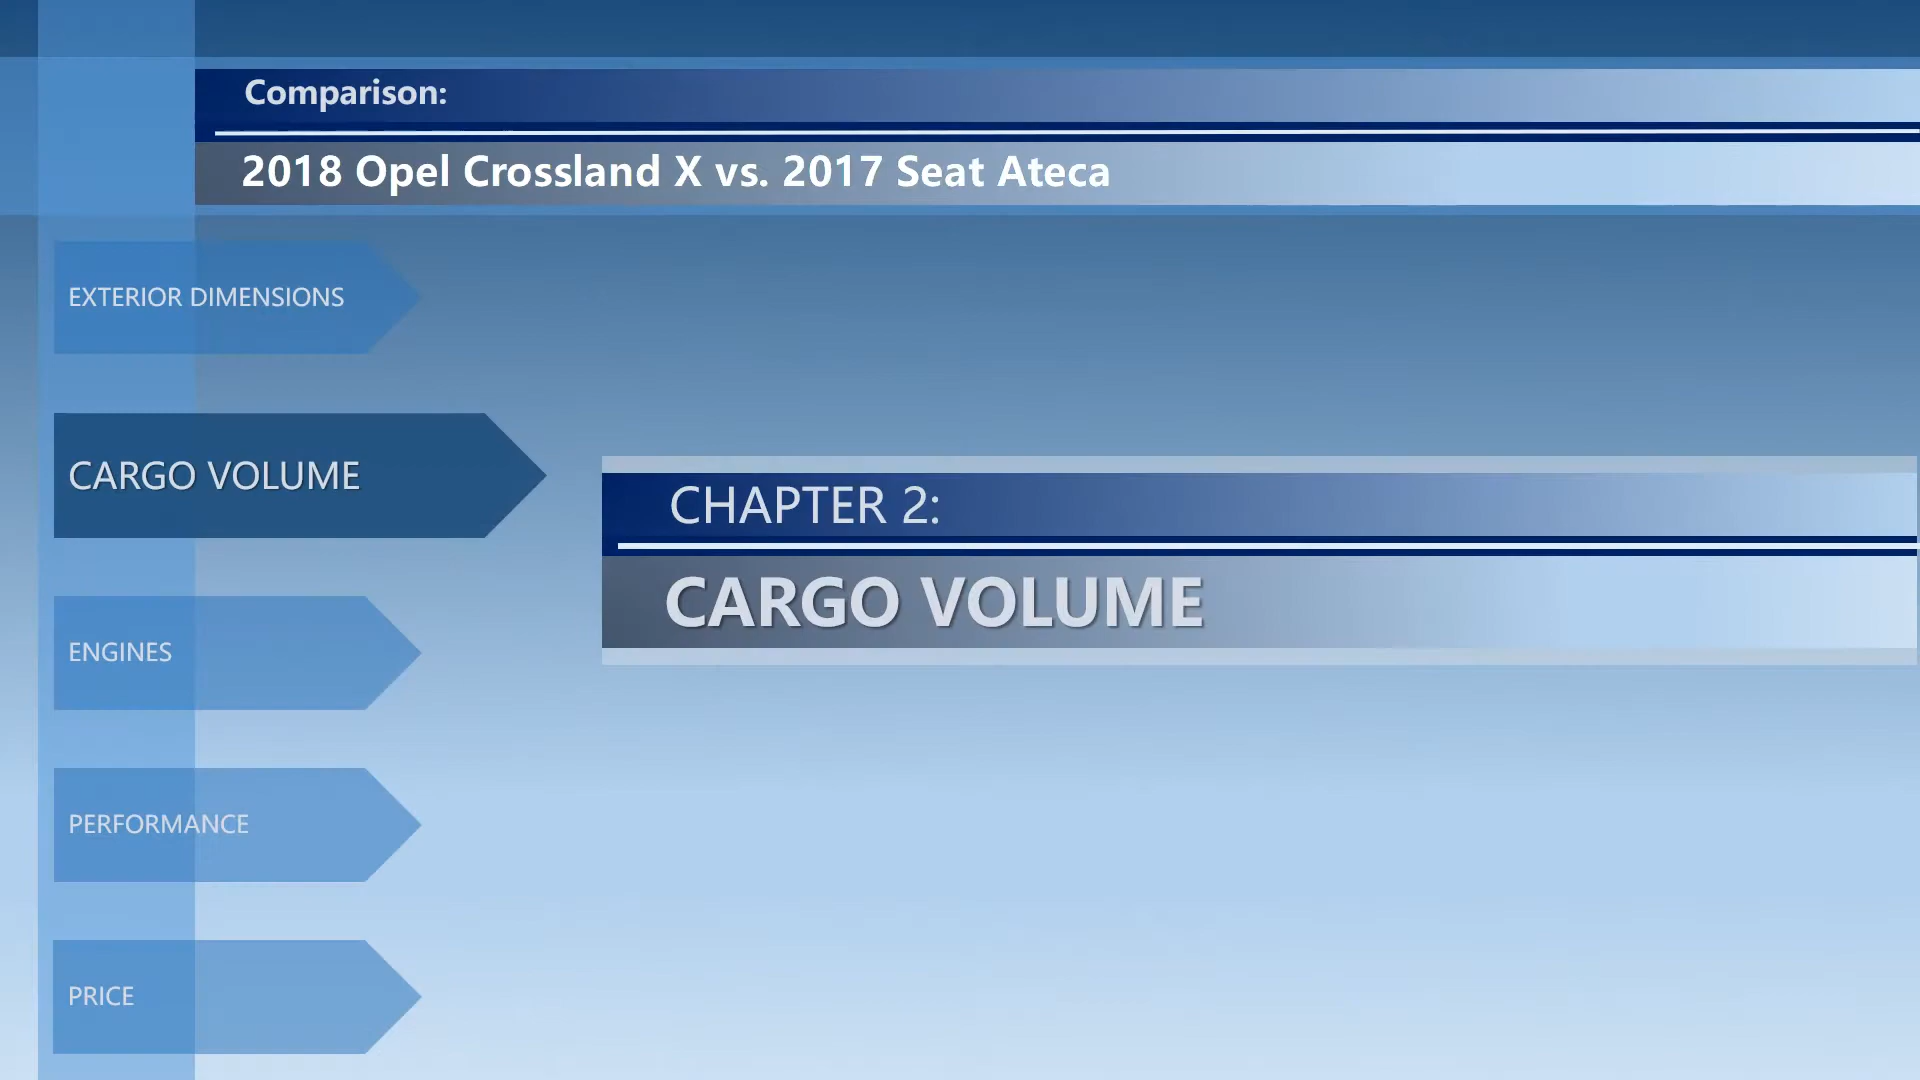 Comparison:
2018 Opel Crossland X vs. 2017 Seat Ateca
EXTERIOR DIMENSIONS
CARGO VOLUME
ENGINES
PERFORMANCE
PRICE
CHAPTER 2:
CARGO VOLUME